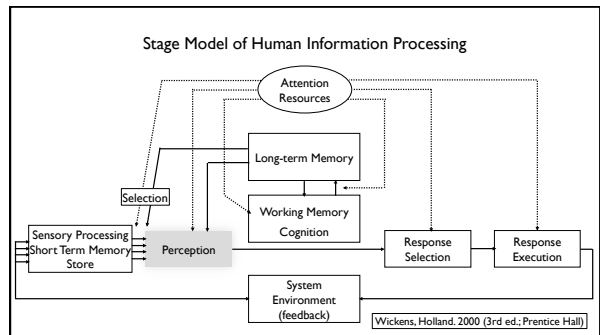 Stage Model of Human Information Processing
Attention
Resources
Long-term Memory
Selection
Working Memory
Cognition
Sensory Processing
Short Term Memory
Store
Perception
Response
Selection
Response
Execution
System
Environment
(feedback)
Wickens, Holland. 2000 (3rd ed.; Prentice Hall)